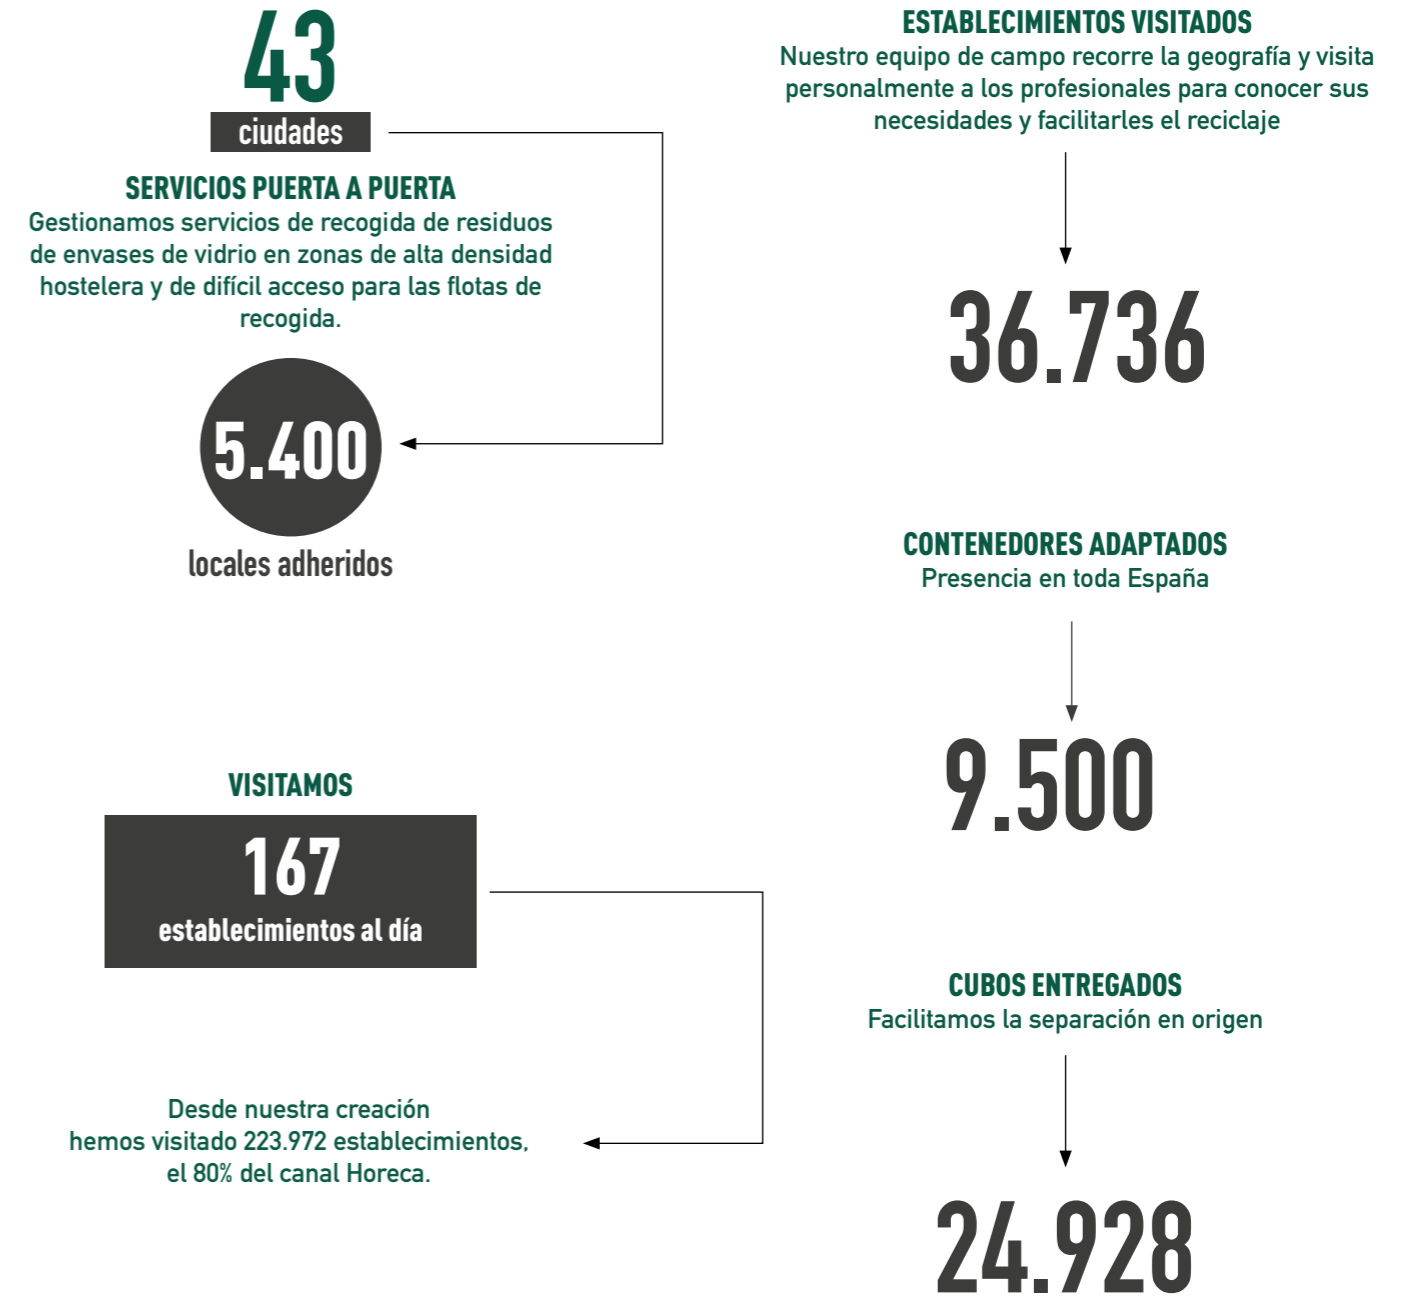 43
ciudades
SERVICIOS PUERTA A PUERTA
Gestionamos servicios de recogida de residuos
de envases de vidrio en zonas de alta densidad
hostelera y de difícil acceso para las flotas de
recogida.
5.400
locales adheridos
VISITAMOS
167
establecimientos al día
Desde nuestra creación
hemos visitado 223.972 establecimientos,
el 80% del canal Horeca.
ESTABLECIMIENTOS VISITADOS
Nuestro equipo de campo recorre la geografía y visita
personalmente a los profesionales para conocer sus
necesidades y facilitarles el reciclaje
36.736
CONTENEDORES ADAPTADOS
Presencia en toda España
9.500
CUBOS ENTREGADOS
Facilitamos la separación en origen
24.928